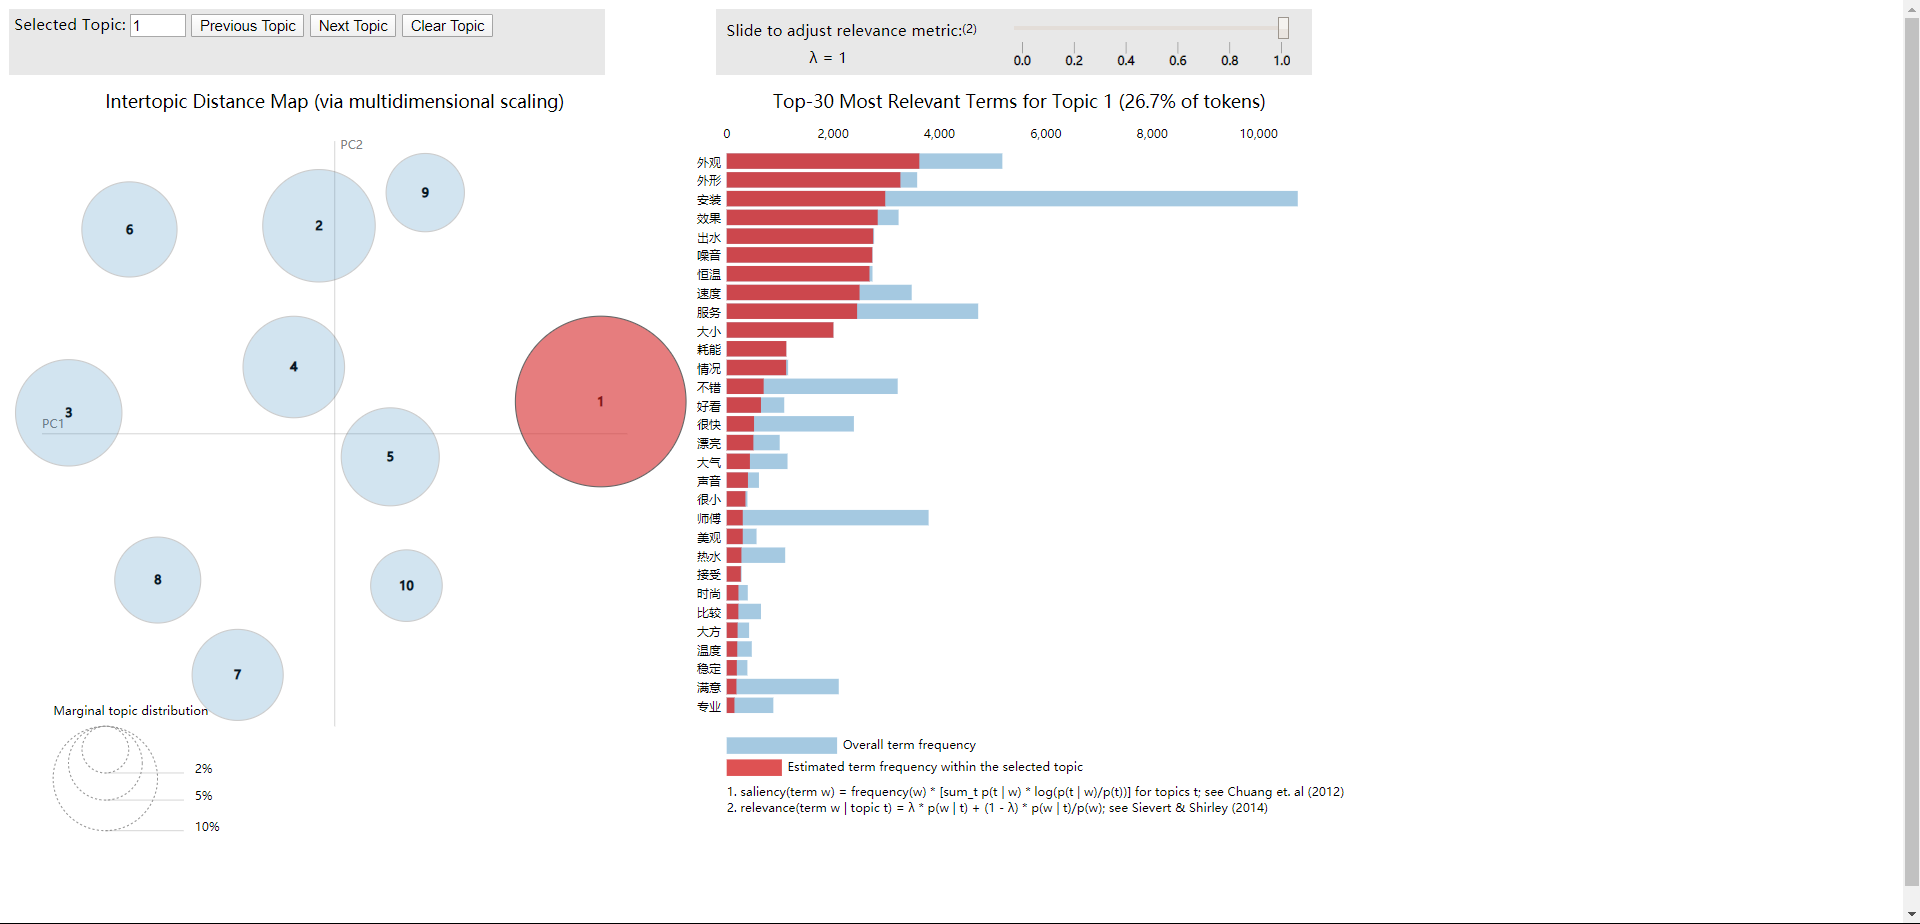 Selected Topic: 1 Previous Topic Next Topic Clear Topic
Slide to adjust relevance metric:(2)
λ = 1
0.0 0.2 0.4 0.6 0.8 1.0
Intertopic Distance Map (via multidimensional scaling)
PC2
PC1
6
2
9
4
3
1
5
8
10
7
Marginal topic distribution
2%
5%
10%
Top-30 Most Relevant Terms for Topic 1 (26.7% of tokens)
0 2,000 4,000 6,000 8,000 10,000
外观
外形
安装
效果
出水
噪音
恒温
速度
服务
大小
耗能
情况
不错
好看
很快
漂亮
大气
声音
很小
师傅
美观
热水
接受
时尚
比较
大方
温度
稳定
满意
专业
Overall term frequency
Estimated term frequency within the selected topic
1. saliency(term w) = frequency(w) * [sum_t p(t | w) * log(p(t | w)/p(t))] for topics t; see Chuang et. al (2012)
2. relevance(term w | topic t) = λ * p(w | t) + (1 - λ) * p(w | t)/p(w); see Sievert & Shirley (2014)